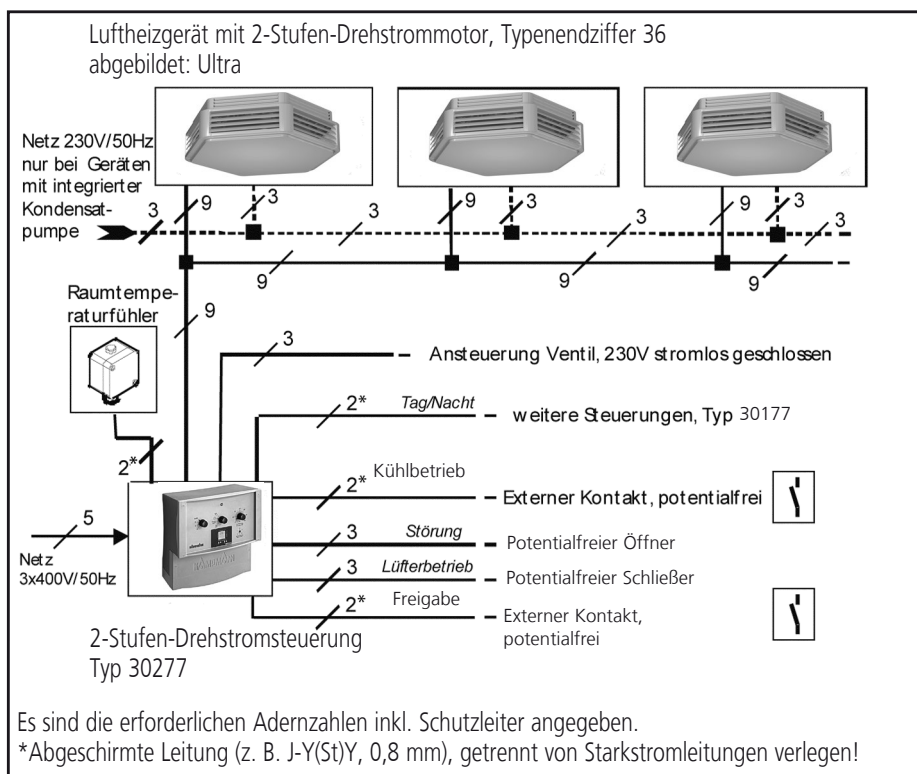 Luftheizgerät mit 2-Stufen-Drehstrommotor, Typenendziffer 36
abgebildet: Ultra
Netz 230V/50Hz
nur bei Geräten
mit integrierter
Kondensat-
pumpe
3
9
3
3
9
3
3
9
3
3
9
9
9
Raumtempe-
raturfühler
9
3
Ansteuerung Ventil, 230V stromlos geschlossen
2*
Tag/Nacht
weitere Steuerungen, Typ 30177
2*
Kühlbetrieb
2*
Externer Kontakt, potentialfrei
5
Netz
3x400V/50Hz
3
Störung
Potentialfreier Öffner
3
Lüfterbetrieb
Potentialfreier Schließer
2*
Freigabe
Externer Kontakt,
potentialfrei
2-Stufen-Drehstromsteuerung
Typ 30277
Es sind die erforderlichen Adernzahlen inkl. Schutzleiter angegeben.
*Abgeschirmte Leitung (z. B. J-Y(St)Y, 0,8 mm), getrennt von Starkstromleitungen verlegen!